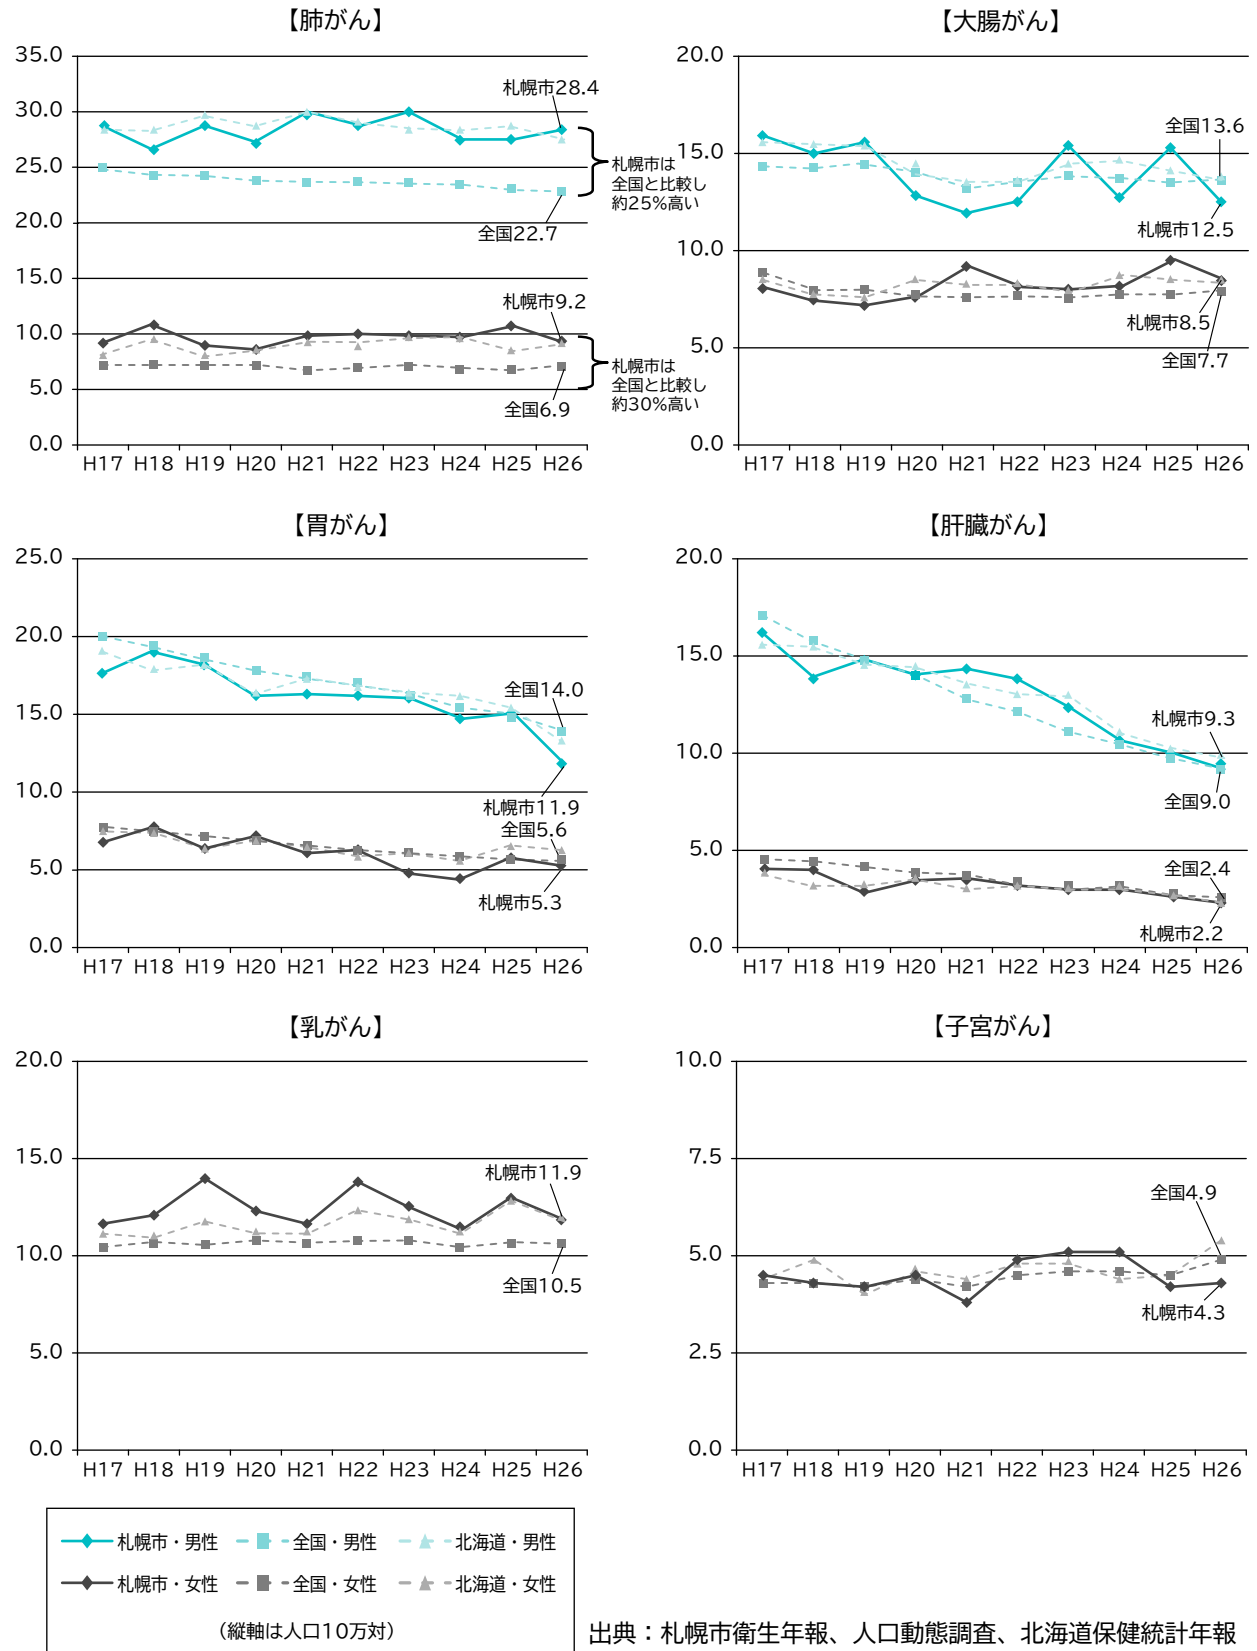 【肺がん】
35.0
30.0
25.0
20.0
15.0
10.0
5.0
0.0
札幌市28.4
札幌市は
全国と比較し
約25%高い
全国22.7
札幌市9.2
札幌市は
全国と比較し
約30%高い
全国6.9
H17 H18 H19 H20 H21 H22 H23 H24 H25 H26
【大腸がん】
20.0
15.0
10.0
5.0
0.0
全国13.6
札幌市12.5
札幌市8.5
全国7.7
H17 H18 H19 H20 H21 H22 H23 H24 H25 H26
【胃がん】
25.0
20.0
15.0
10.0
5.0
0.0
全国14.0
札幌市11.9
全国5.6
札幌市5.3
H17 H18 H19 H20 H21 H22 H23 H24 H25 H26
【肝臓がん】
20.0
15.0
10.0
5.0
0.0
札幌市9.3
全国9.0
全国2.4
札幌市2.2
H17 H18 H19 H20 H21 H22 H23 H24 H25 H26
【乳がん】
20.0
15.0
10.0
5.0
0.0
札幌市11.9
全国10.5
H17 H18 H19 H20 H21 H22 H23 H24 H25 H26
【子宮がん】
10.0
7.5
5.0
2.5
0.0
全国4.9
札幌市4.3
H17 H18 H19 H20 H21 H22 H23 H24 H25 H26
札幌市・男性 全国・男性 北海道・男性
札幌市・女性 全国・女性 北海道・女性
（縦軸は人口10万対）
出典：札幌市衛生年報、人口動態調査、北海道保健統計年報